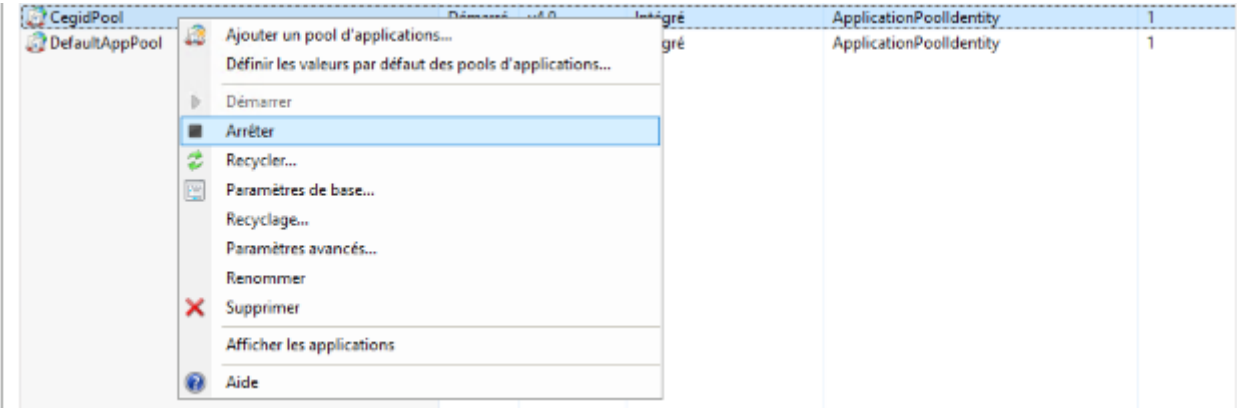 CegidPool Démarré v4.0 Intégré ApplicationPoolIdentity 1
DefaultAppPool gré ApplicationPoolIdentity 1
Ajouter un pool d'applications...
Définir les valeurs par défaut des pools d'applications...
Démarrer
Arrêter
Recycler...
Paramètres de base...
Recyclage...
Paramètres avancés...
Renommer
Supprimer
Afficher les applications
Aide